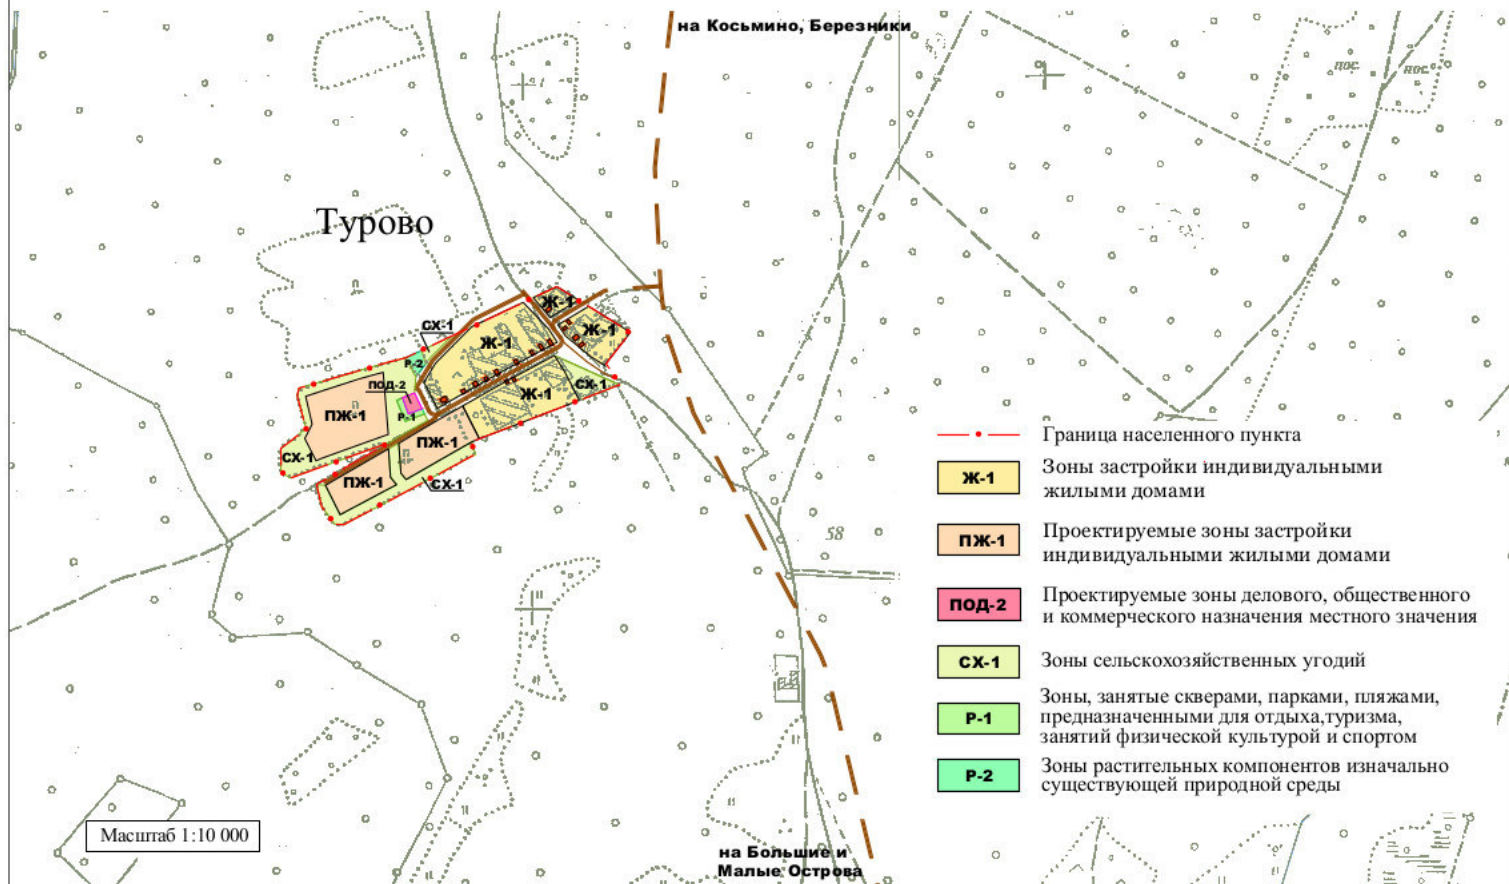 на Косьмино, Березники
пос.
пос.
Турово
Ж-1
Ж-1
СХ-1
Ж-1
Р-2
ПОД-2
СХ-1
Ж-1
ПЖ-1
Р-1
ПЖ-1
СХ-1
ПЖ-1
СХ-1
58
Граница населенного пункта
Ж-1
Зоны застройки индивидуальными
жилыми домами
ПЖ-1
Проектируемые зоны застройки
индивидуальными жилыми домами
ПОД-2
Проектируемые зоны делового, общественного
и коммерческого назначения местного значения
СХ-1
Зоны сельскохозяйственных угодий
Р-1
Зоны, занятые скверами, парками, пляжами,
предназначенными для отдыха,туризма,
занятий физической культурой и спортом
Р-2
Зоны растительных компонентов изначально
существующей природной среды
Масштаб 1:10 000
на Большие и
Малые Острова